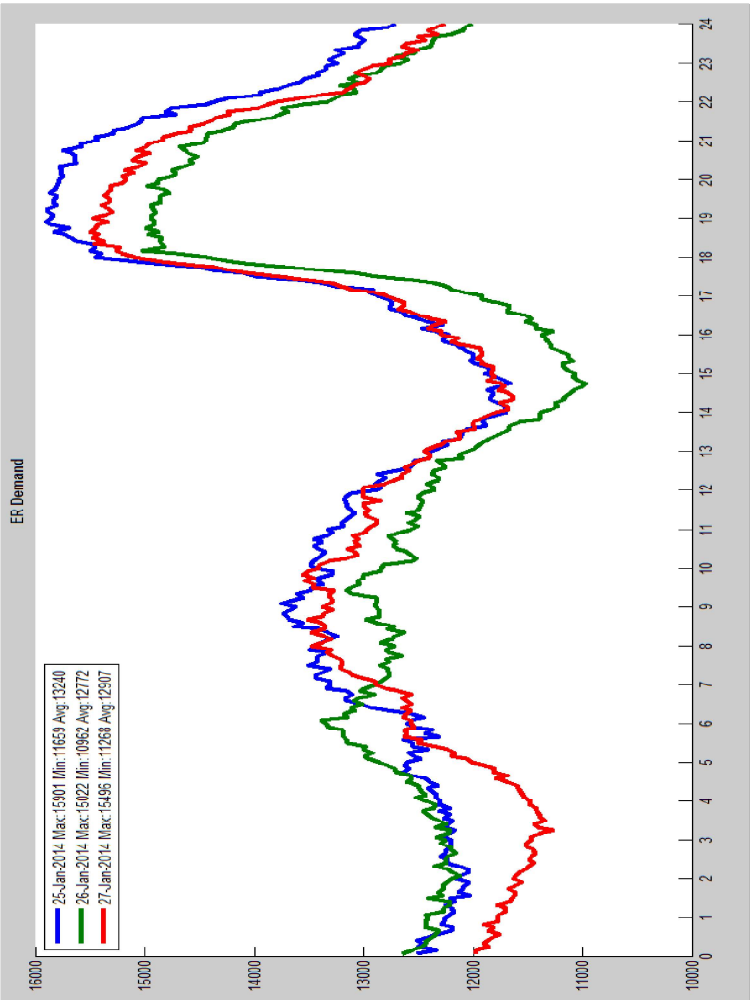 ER Demand
25-Jan-2014 Max:15901 Min:11659 Avg:13240
26-Jan-2014 Max:15022 Min:10962 Avg:12772
27-Jan-2014 Max:15496 Min:11268 Avg:12907
16000
15000
14000
13000
12000
11000
10000
0 1 2 3 4 5 6 7 8 9 10 11 12 13 14 15 16 17 18 19 20 21 22 23 24